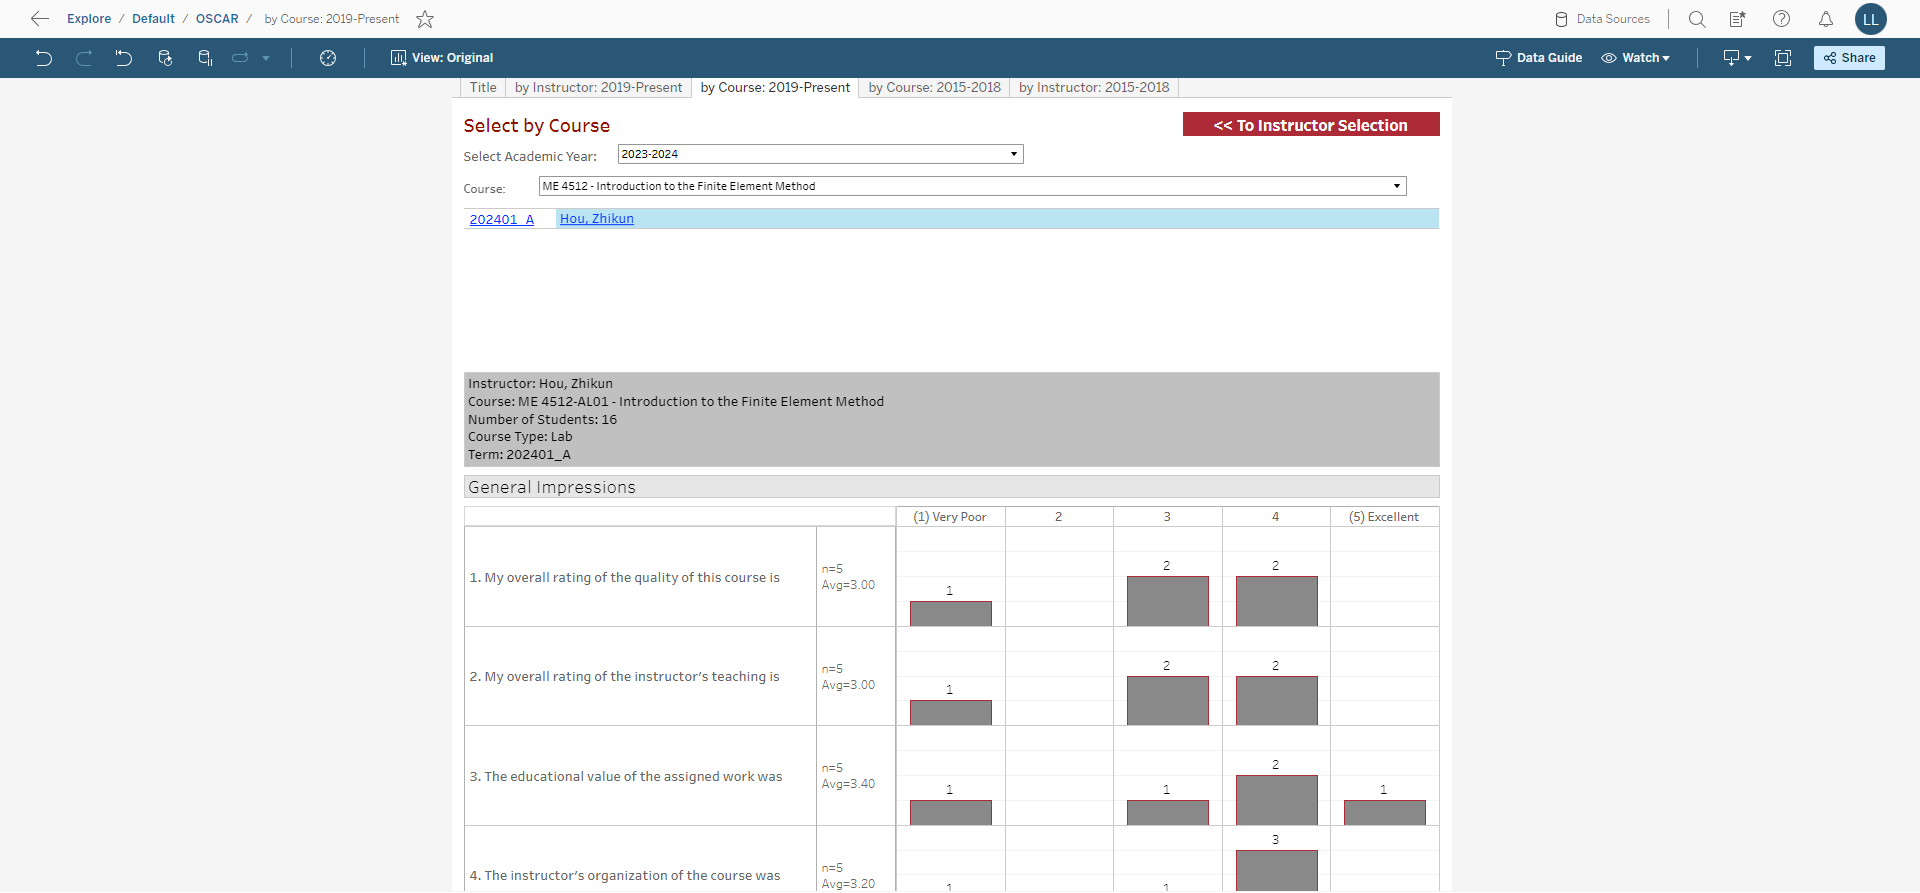 Explore / Default / OSCAR / by Course: 2019-Present
Data Sources
LL
View: Original
Data Guide
Watch
Share
Title
by Instructor: 2019-Present
by Course: 2019-Present
by Course: 2015-2018
by Instructor: 2015-2018
Select by Course
<< To Instructor Selection
Select Academic Year:
2023-2024
Course:
ME 4512 - Introduction to the Finite Element Method
202401_A
Hou, Zhikun
Instructor: Hou, Zhikun
Course: ME 4512-AL01 - Introduction to the Finite Element Method
Number of Students: 16
Course Type: Lab
Term: 202401_A
General Impressions
(1) Very Poor 2 3 4 (5) Excellent
1. My overall rating of the quality of this course is
n=5
Avg=3.00
1 2 2
2. My overall rating of the instructor's teaching is
n=5
Avg=3.00
1 2 2
3. The educational value of the assigned work was
n=5
Avg=3.40
1 1 2 1
4. The instructor's organization of the course was
n=5
Avg=3.20
1 1 3